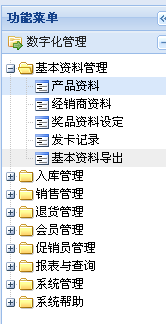 功能菜单
数字化管理
基本资料管理
产品资料
经销商资料
奖品资料设定
发卡记录
基本资料导出
入库管理
销售管理
退货管理
会员管理
促销员管理
报表与查询
系统管理
系统帮助